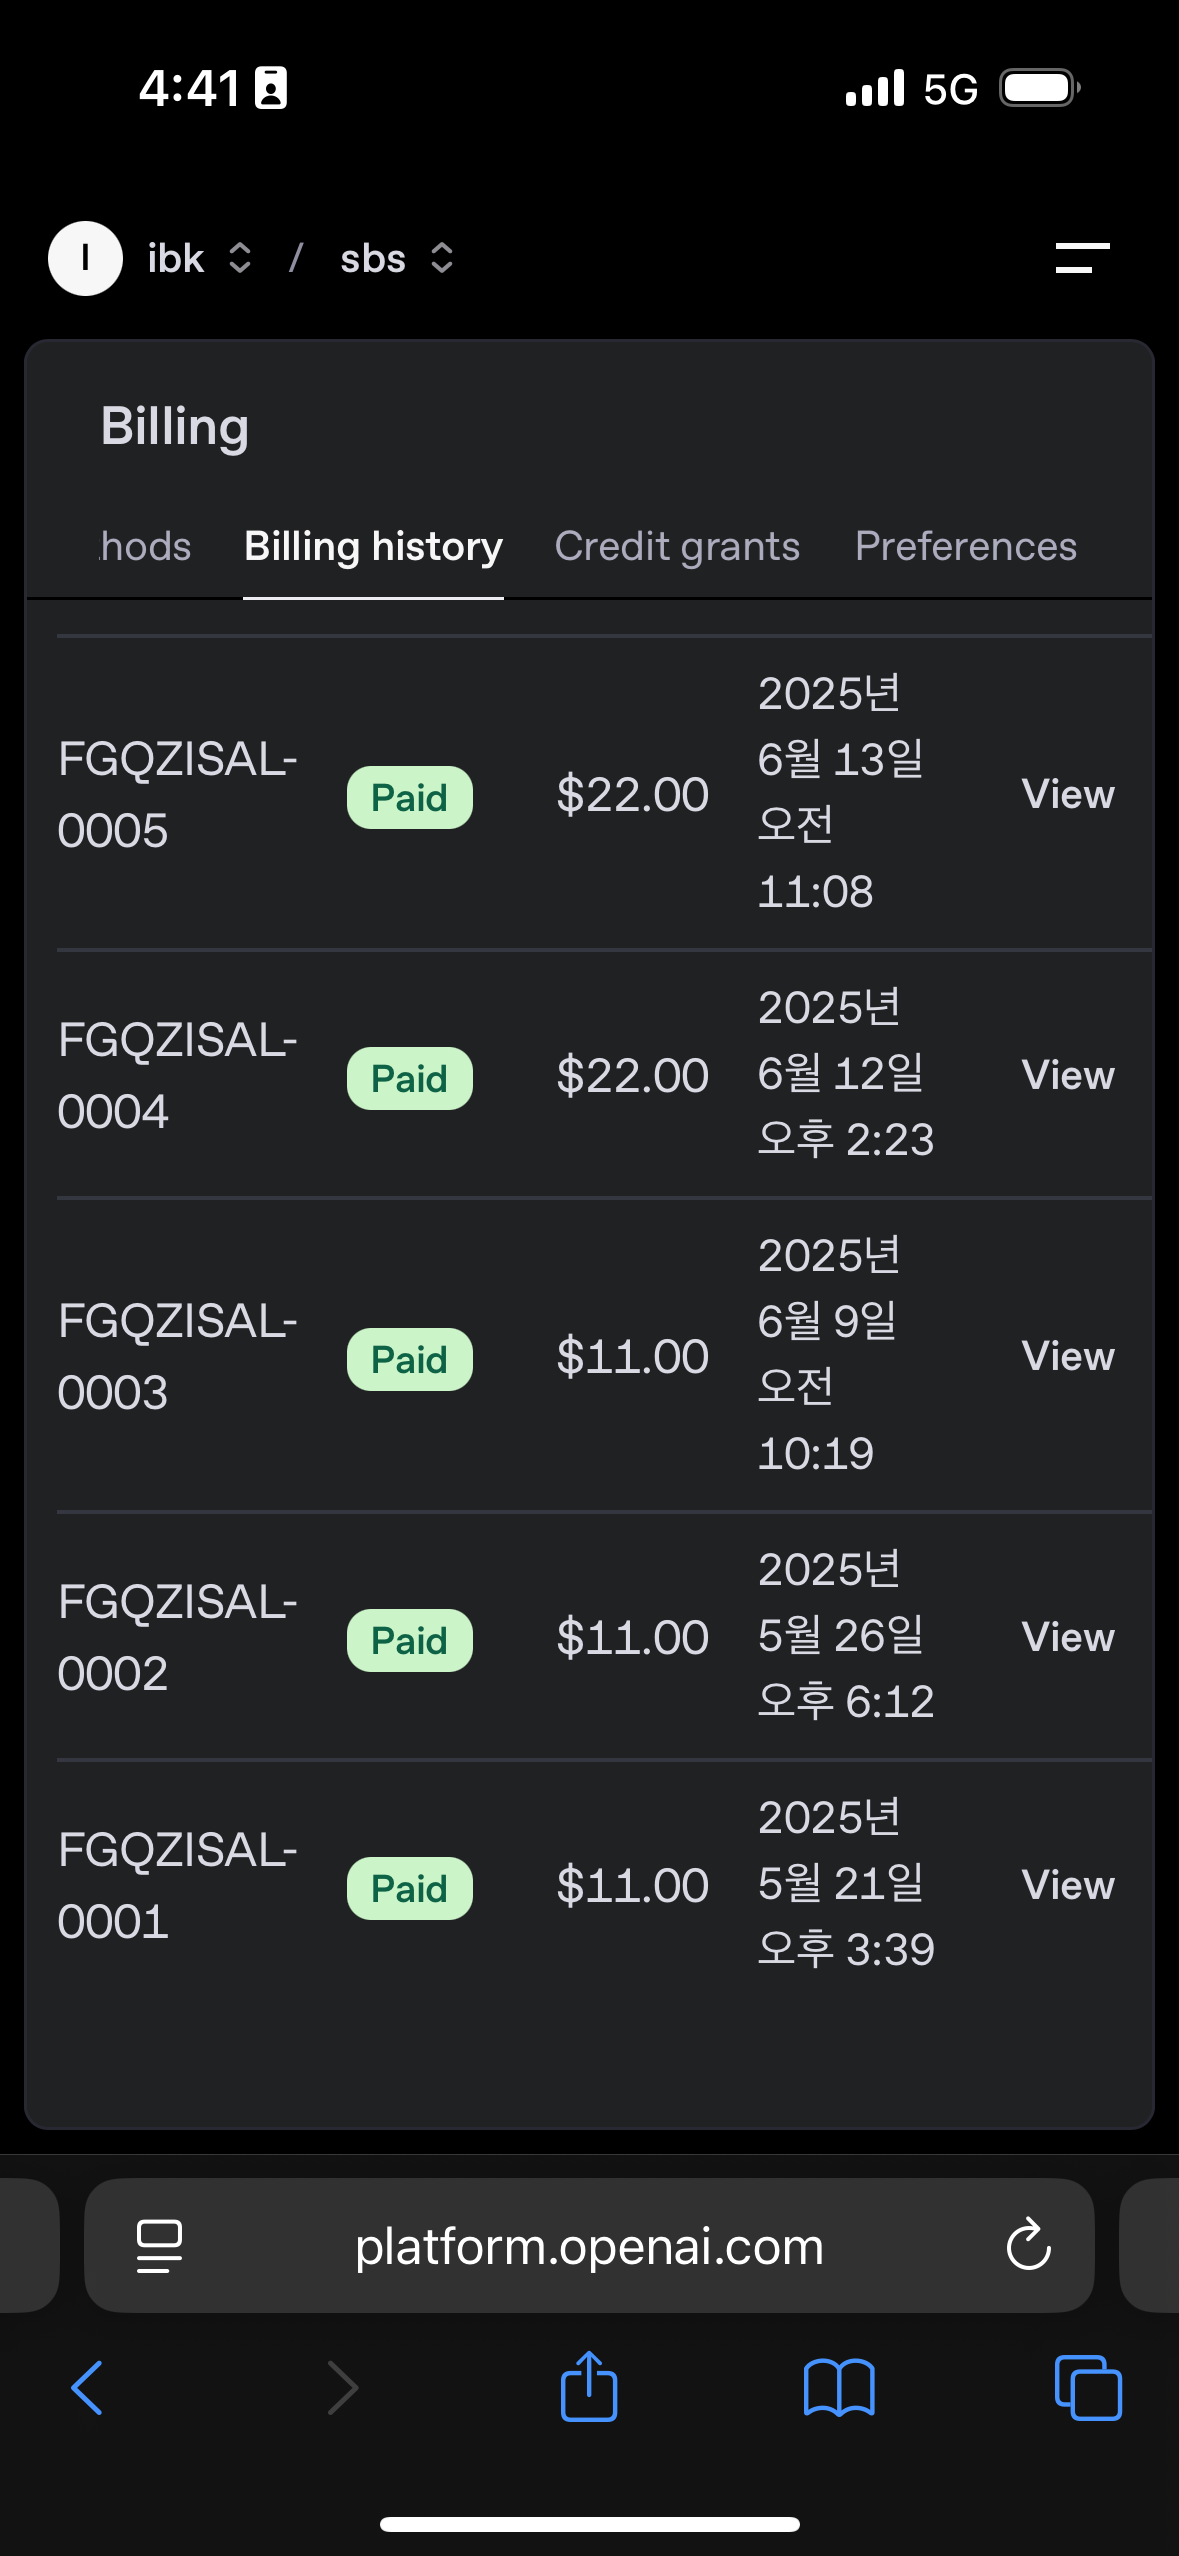 4:41 5G
I ibk / sbs
Billing
hods Billing history Credit grants Preferences
FGQZISAL-
0005
Paid
$22.00
2025년
6월 13일
오전
11:08
View
FGQZISAL-
0004
Paid
$22.00
2025년
6월 12일
오후 2:23
View
FGQZISAL-
0003
Paid
$11.00
2025년
6월 9일
오전
10:19
View
FGQZISAL-
0002
Paid
$11.00
2025년
5월 26일
오후 6:12
View
FGQZISAL-
0001
Paid
$11.00
2025년
5월 21일
오후 3:39
View
platform.openai.com